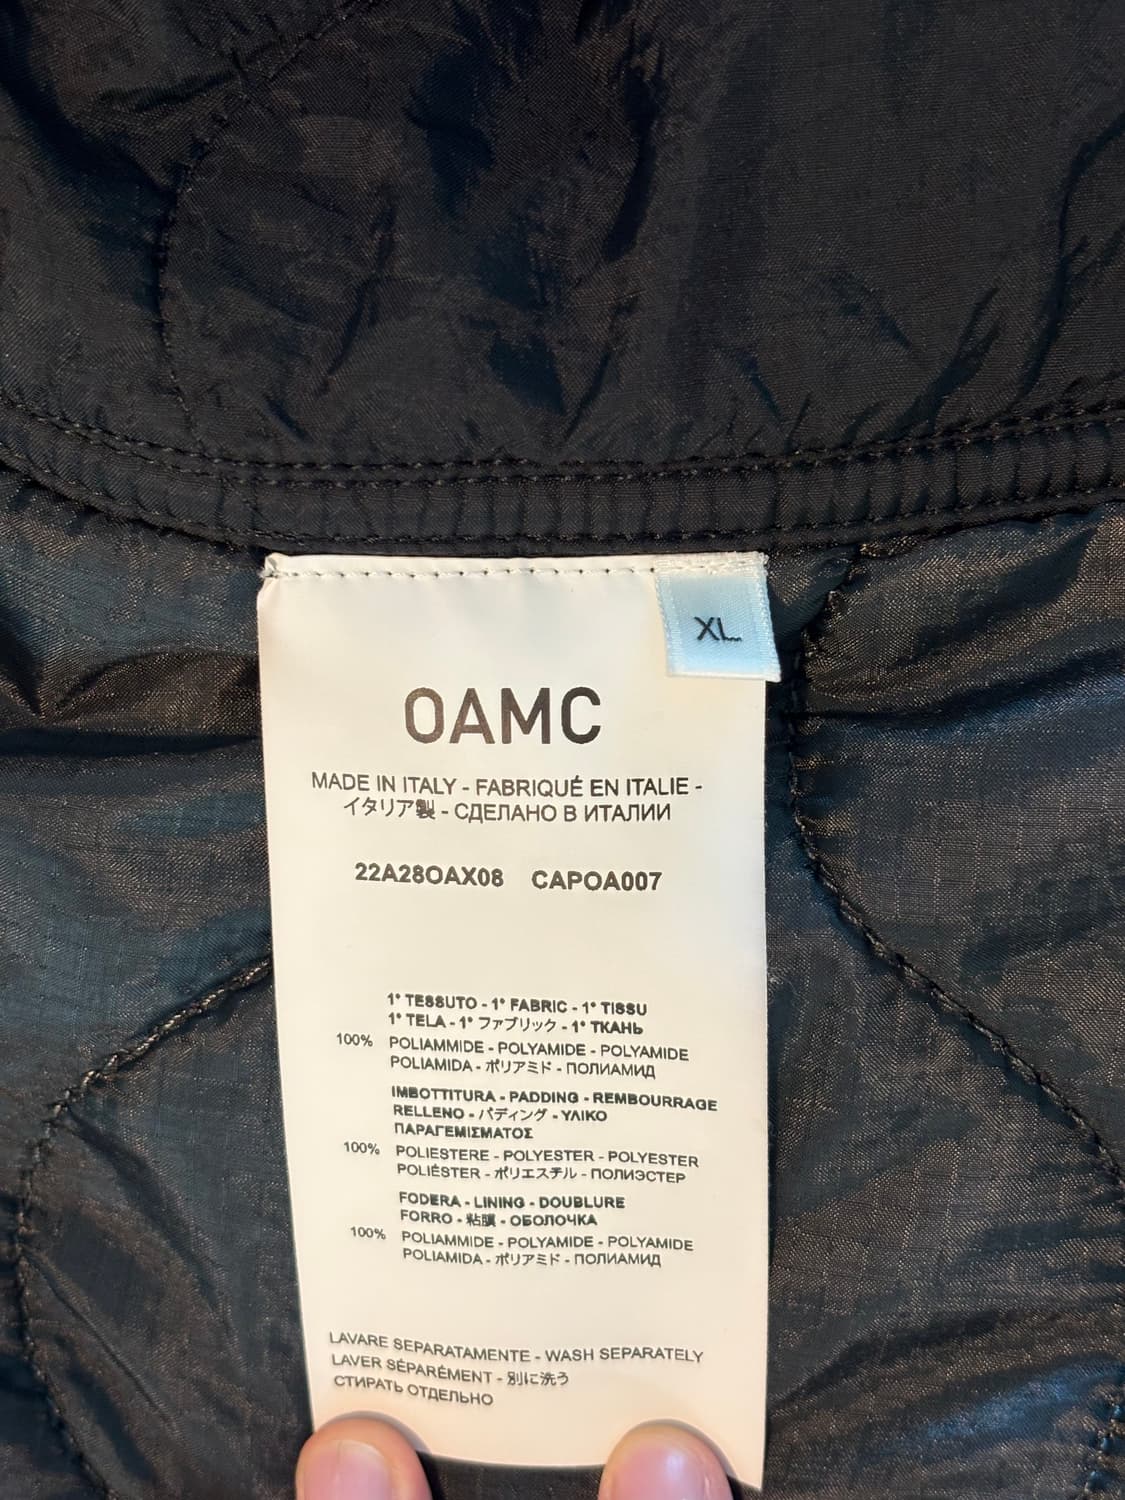 XL
OAMC
MADE IN ITALY - FABRIQUÉ EN ITALIE -
イタリア製 - СДЕЛАНО В ИТАЛИИ
22A28OAX08 CAPOA007
1° TESSUTO - 1° FABRIC - 1° TISSU
1° TELA - 1° ファブリック - 1° ТКАНЬ
100% POLIAMMIDE - POLYAMIDE - POLYAMIDE
POLIAMIDA - ポリアミド - ПОЛИАМИД
IMBOTTITURA - PADDING - REMBOURRAGE
RELLENO - パディング - ΥΛΙΚΟ
ΠΑΡΑΓΕΜΙΣΜΑΤΟΣ
100% POLIESTERE - POLYESTER - POLYESTER
POLIÉSTER - ポリエステル - ПОЛИЭСТЕР
FODERA - LINING - DOUBLURE
FORRO - 粘膜 - ОБОЛОЧКА
100% POLIAMMIDE - POLYAMIDE - POLYAMIDE
POLIAMIDA - ポリアミド - ПОЛИАМИД
LAVARE SEPARATAMENTE - WASH SEPARATELY
LAVER SÉPARÉMENT - 別に洗う
СТИРАТЬ ОТДЕЛЬНО